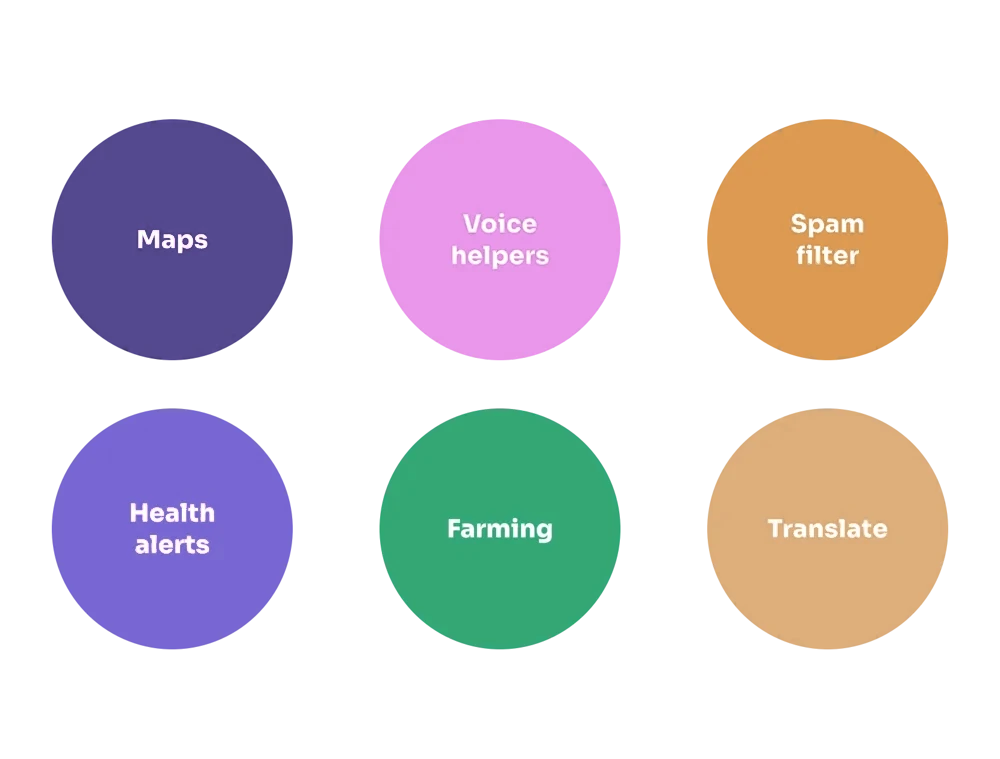 Maps
Voice
helpers
Spam
filter
Health
alerts
Farming
Translate